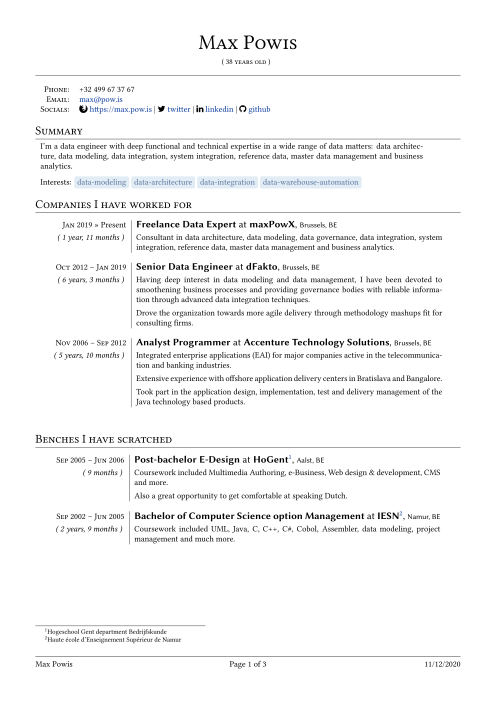 Max Powis
( 38 years old )
Phone: +32 499 67 37 67
Email: max@pow.is
Socials: https://max.pow.is | twitter | linkedin | github
Summary
I'm a data engineer with deep functional and technical expertise in a wide range of data matters: data architec-
ture, data modeling, data integration, system integration, reference data, master data management and business
analytics.
Interests: data-modeling data-architecture data-integration data-warehouse-automation
Companies I have worked for
Jan 2019 » Present
( 1 year, 11 months )
Freelance Data Expert at maxPowX, Brussels, BE
Consultant in data architecture, data modeling, data governance, data integration, system
integration, reference data, master data management and business analytics.
Oct 2012 – Jan 2019
( 6 years, 3 months )
Senior Data Engineer at dFakto, Brussels, BE
Having deep interest in data modeling and data management, I have been devoted to
smoothening business processes and providing governance bodies with reliable informa-
tion through advanced data integration techniques.
Drove the organization towards more agile delivery through methodology mashups fit for
consulting firms.
Nov 2006 – Sep 2012
( 5 years, 10 months )
Analyst Programmer at Accenture Technology Solutions, Brussels, BE
Integrated enterprise applications (EAI) for major companies active in the telecommunica-
tion and banking industries.
Extensive experience with offshore application delivery centers in Bratislava and Bangalore.
Took part in the application design, implementation, test and delivery management of the
Java technology based products.
Benches I have scratched
Sep 2005 – Jun 2006
( 9 months )
Post-bachelor E-Design at HoGent¹, Aalst, BE
Coursework included Multimedia Authoring, e-Business, Web design & development, CMS
and more.
Also a great opportunity to get comfortable at speaking Dutch.
Sep 2002 – Jun 2005
( 2 years, 9 months )
Bachelor of Computer Science option Management at IESN², Namur, BE
Coursework included UML, Java, C, C++, C#, Cobol, Assembler, data modeling, project
management and much more.
¹Hogeschool Gent department Bedrijfskunde
²Haute école d'Enseignement Supérieur de Namur
Max Powis Page 1 of 3 11/12/2020